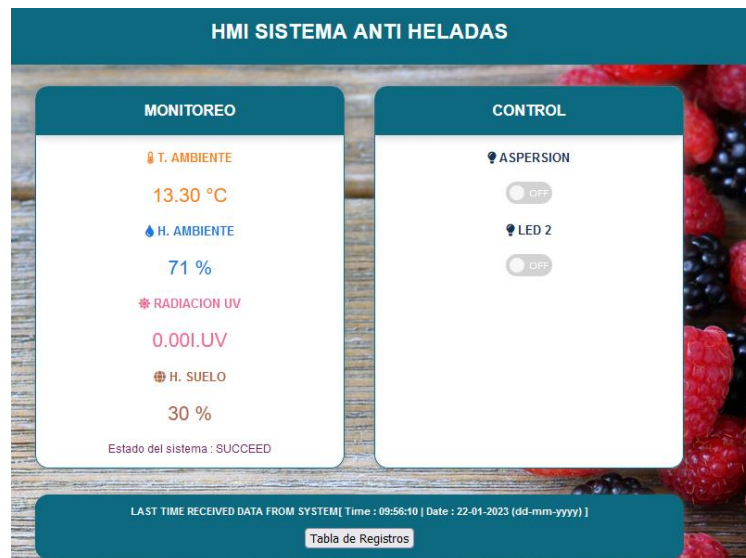 HMI SISTEMA ANTI HELADAS
MONITOREO
T. AMBIENTE
13.30 °C
H. AMBIENTE
71 %
RADIACION UV
0.00I.UV
H. SUELO
30 %
Estado del sistema : SUCCEED
CONTROL
ASPERSION
OFF
LED 2
OFF
LAST TIME RECEIVED DATA FROM SYSTEM[ Time : 09:56:10 | Date : 22-01-2023 (dd-mm-yyyy) ]
Tabla de Registros